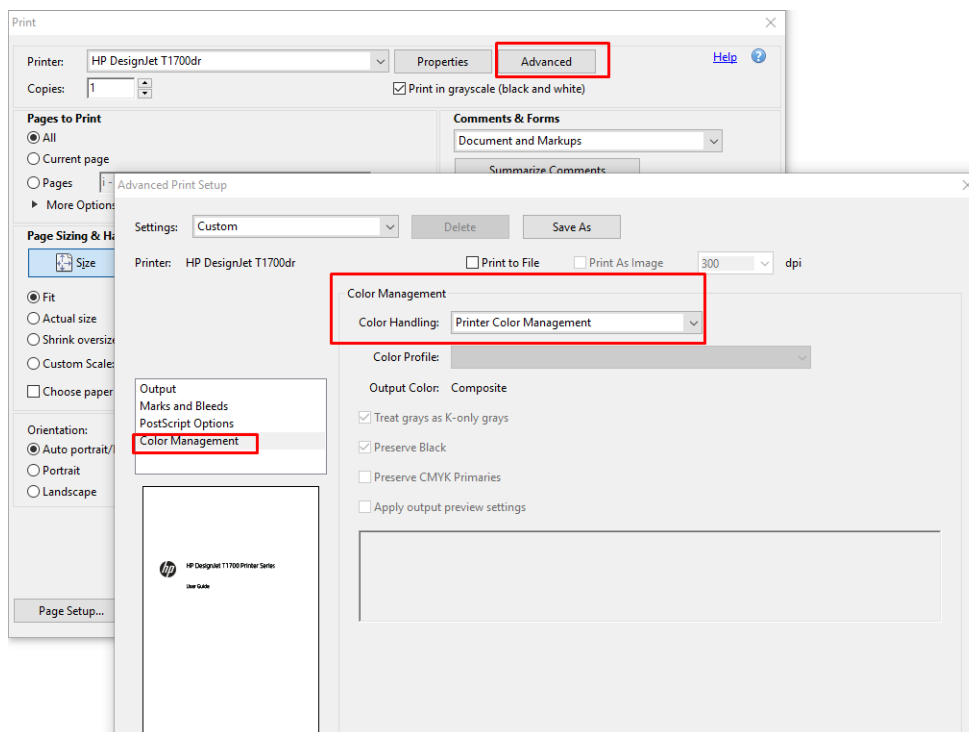 Print
Printer: HP DesignJet T1700dr Properties Advanced Help ?
Copies: 1 Print in grayscale (black and white)
Pages to Print
All
Current page
Pages i -
More Options
Comments & Forms
Document and Markups
Summarize Comments
Page Sizing & Ha
Size
Fit
Actual size
Shrink oversize
Custom Scale:
Choose paper
Orientation:
Auto portrait/
Portrait
Landscape
Page Setup...
Advanced Print Setup
Settings: Custom Delete Save As
Printer: HP DesignJet T1700dr Print to File Print As Image 300 dpi
Color Management
Color Handling: Printer Color Management
Color Profile:
Output Color: Composite
Treat grays as K-only grays
Preserve Black
Preserve CMYK Primaries
Apply output preview settings
Output
Marks and Bleeds
PostScript Options
Color Management
hp
HP DesignJet T1700 Printer Series
User Guide